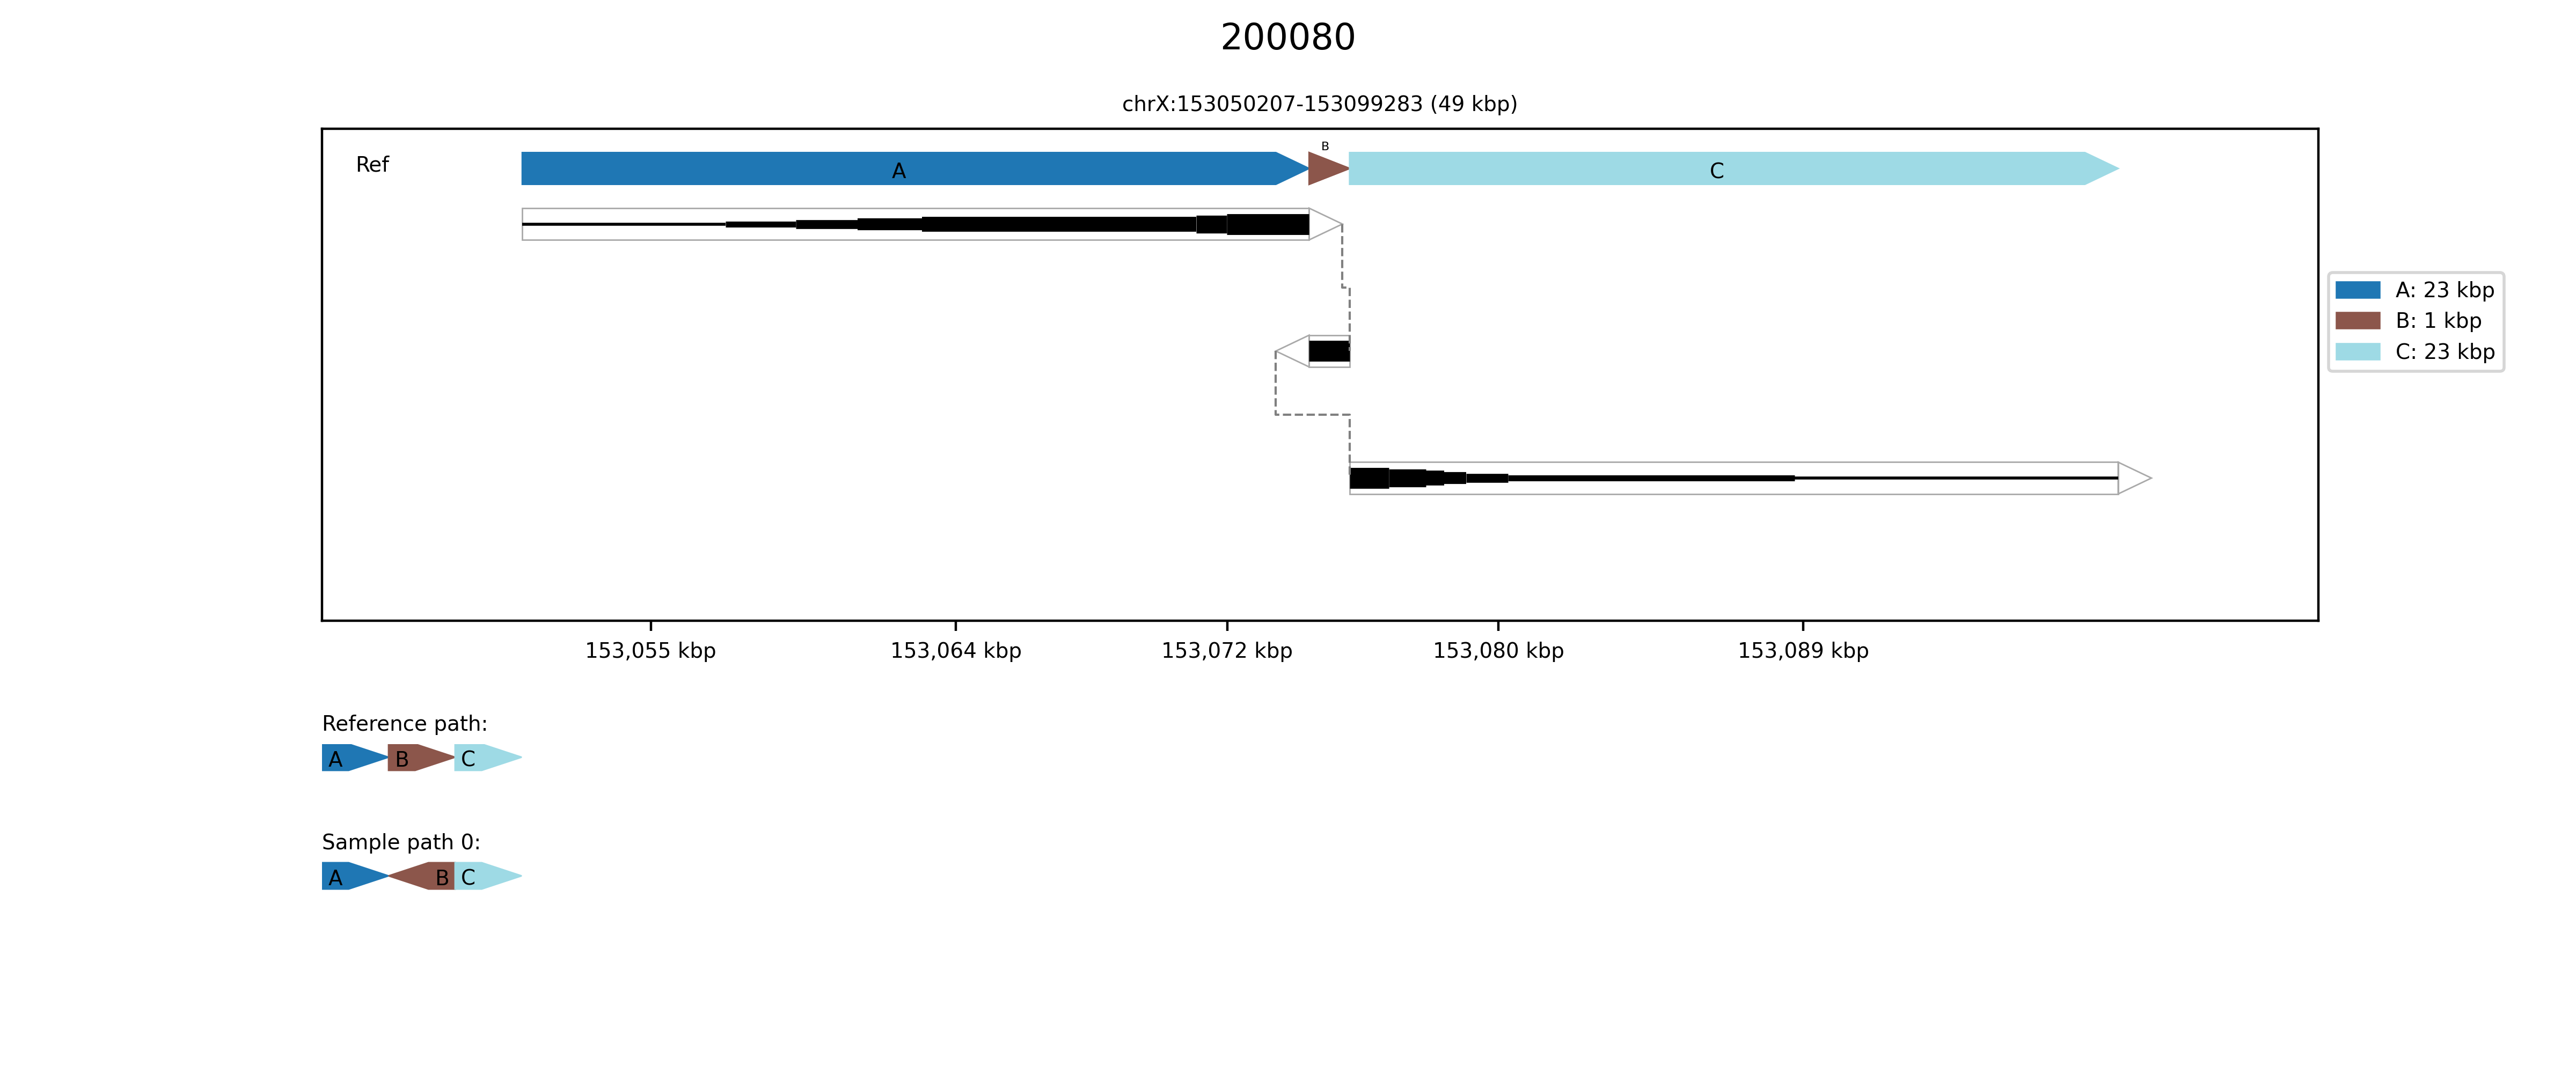 200080
chrX:153050207-153099283 (49 kbp)
Ref
A
B
C
A: 23 kbp
B: 1 kbp
C: 23 kbp
153,055 kbp 153,064 kbp 153,072 kbp 153,080 kbp 153,089 kbp
Reference path:
A B C
Sample path 0:
A B C